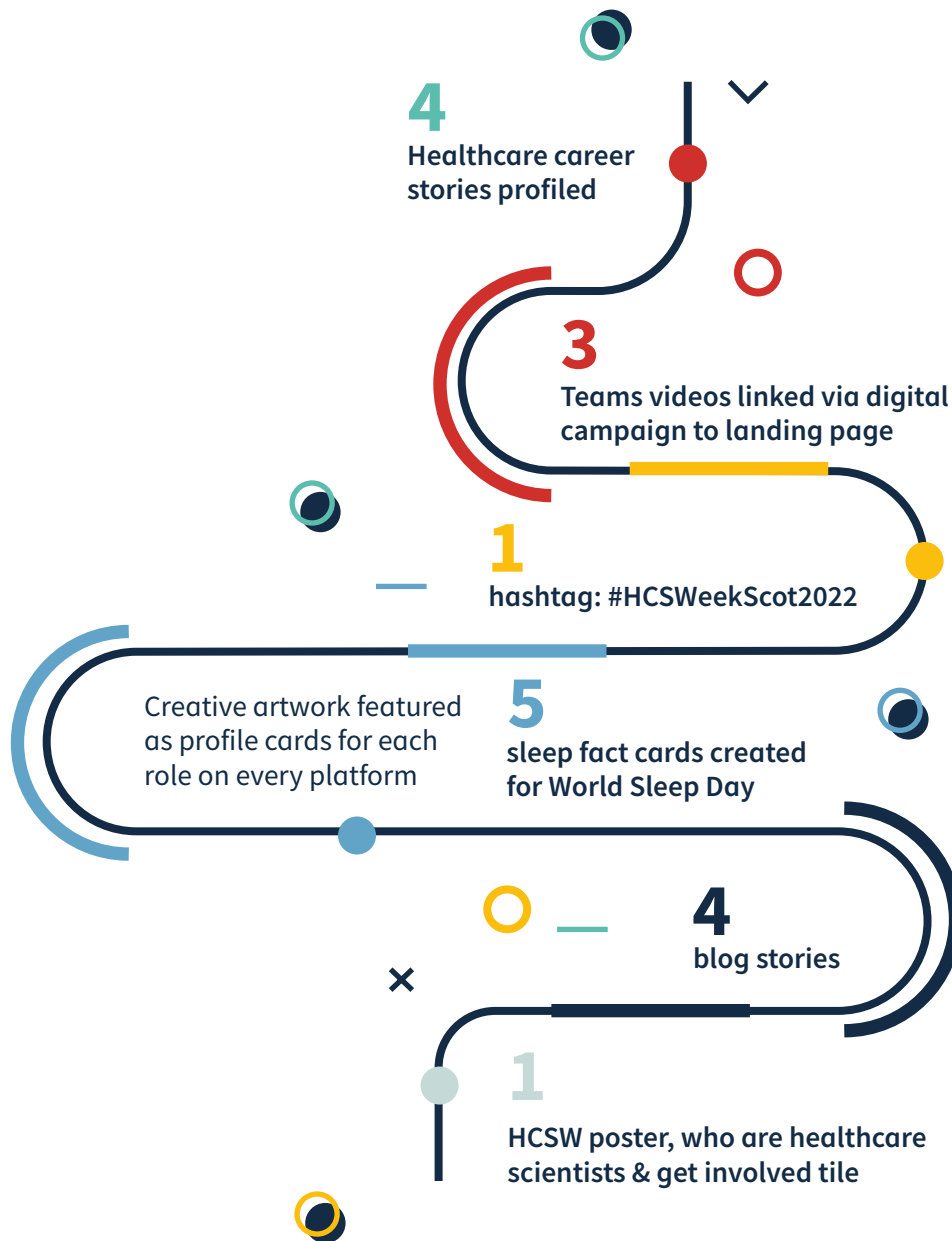 4
Healthcare career
stories profiled
3
Teams videos linked via digital
campaign to landing page
1
hashtag: #HCSWeekScot2022
Creative artwork featured
as profile cards for each
role on every platform
5
sleep fact cards created
for World Sleep Day
4
blog stories
1
HCSW poster, who are healthcare
scientists & get involved tile